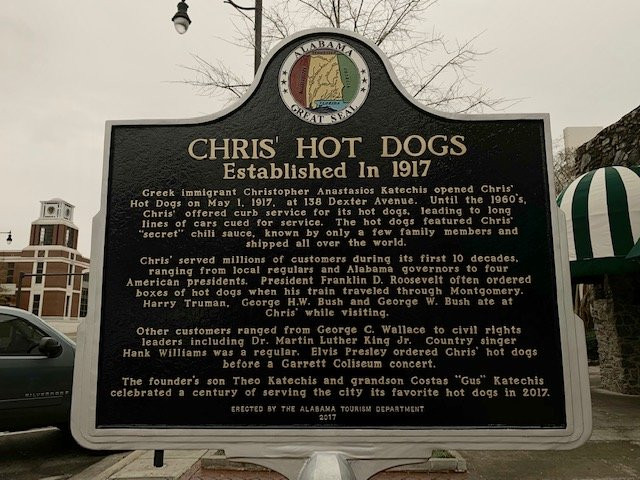 ALABAMA
GREAT SEAL
CHRIS' HOT DOGS
Established In 1917
Greek immigrant Christopher Anastasios Katechis opened Chris'
Hot Dogs on May 1, 1917, at 138 Dexter Avenue. Until the 1960's,
Chris' offered curb service for its hot dogs, leading to long
lines of cars cued for service. The hot dogs featured Chris'
"secret" chili sauce, known by only a few family members and
shipped all over the world.
Chris' served millions of customers during its first 10 decades,
ranging from local regulars and Alabama governors to four
American presidents. President Franklin D. Roosevelt often ordered
boxes of hot dogs when his train traveled through Montgomery.
Harry Truman, George H.W. Bush and George W. Bush ate at
Chris' while visiting.
Other customers ranged from George C. Wallace to civil rights
leaders including Dr. Martin Luther King Jr. Country singer
Hank Williams was a regular. Elvis Presley ordered Chris' hot dogs
before a Garrett Coliseum concert.
The founder's son Theo Katechis and grandson Costas "Gus" Katechis
celebrated a century of serving the city its favorite hot dogs in 2017.
ERECTED BY THE ALABAMA TOURISM DEPARTMENT
2017
SILVERADO